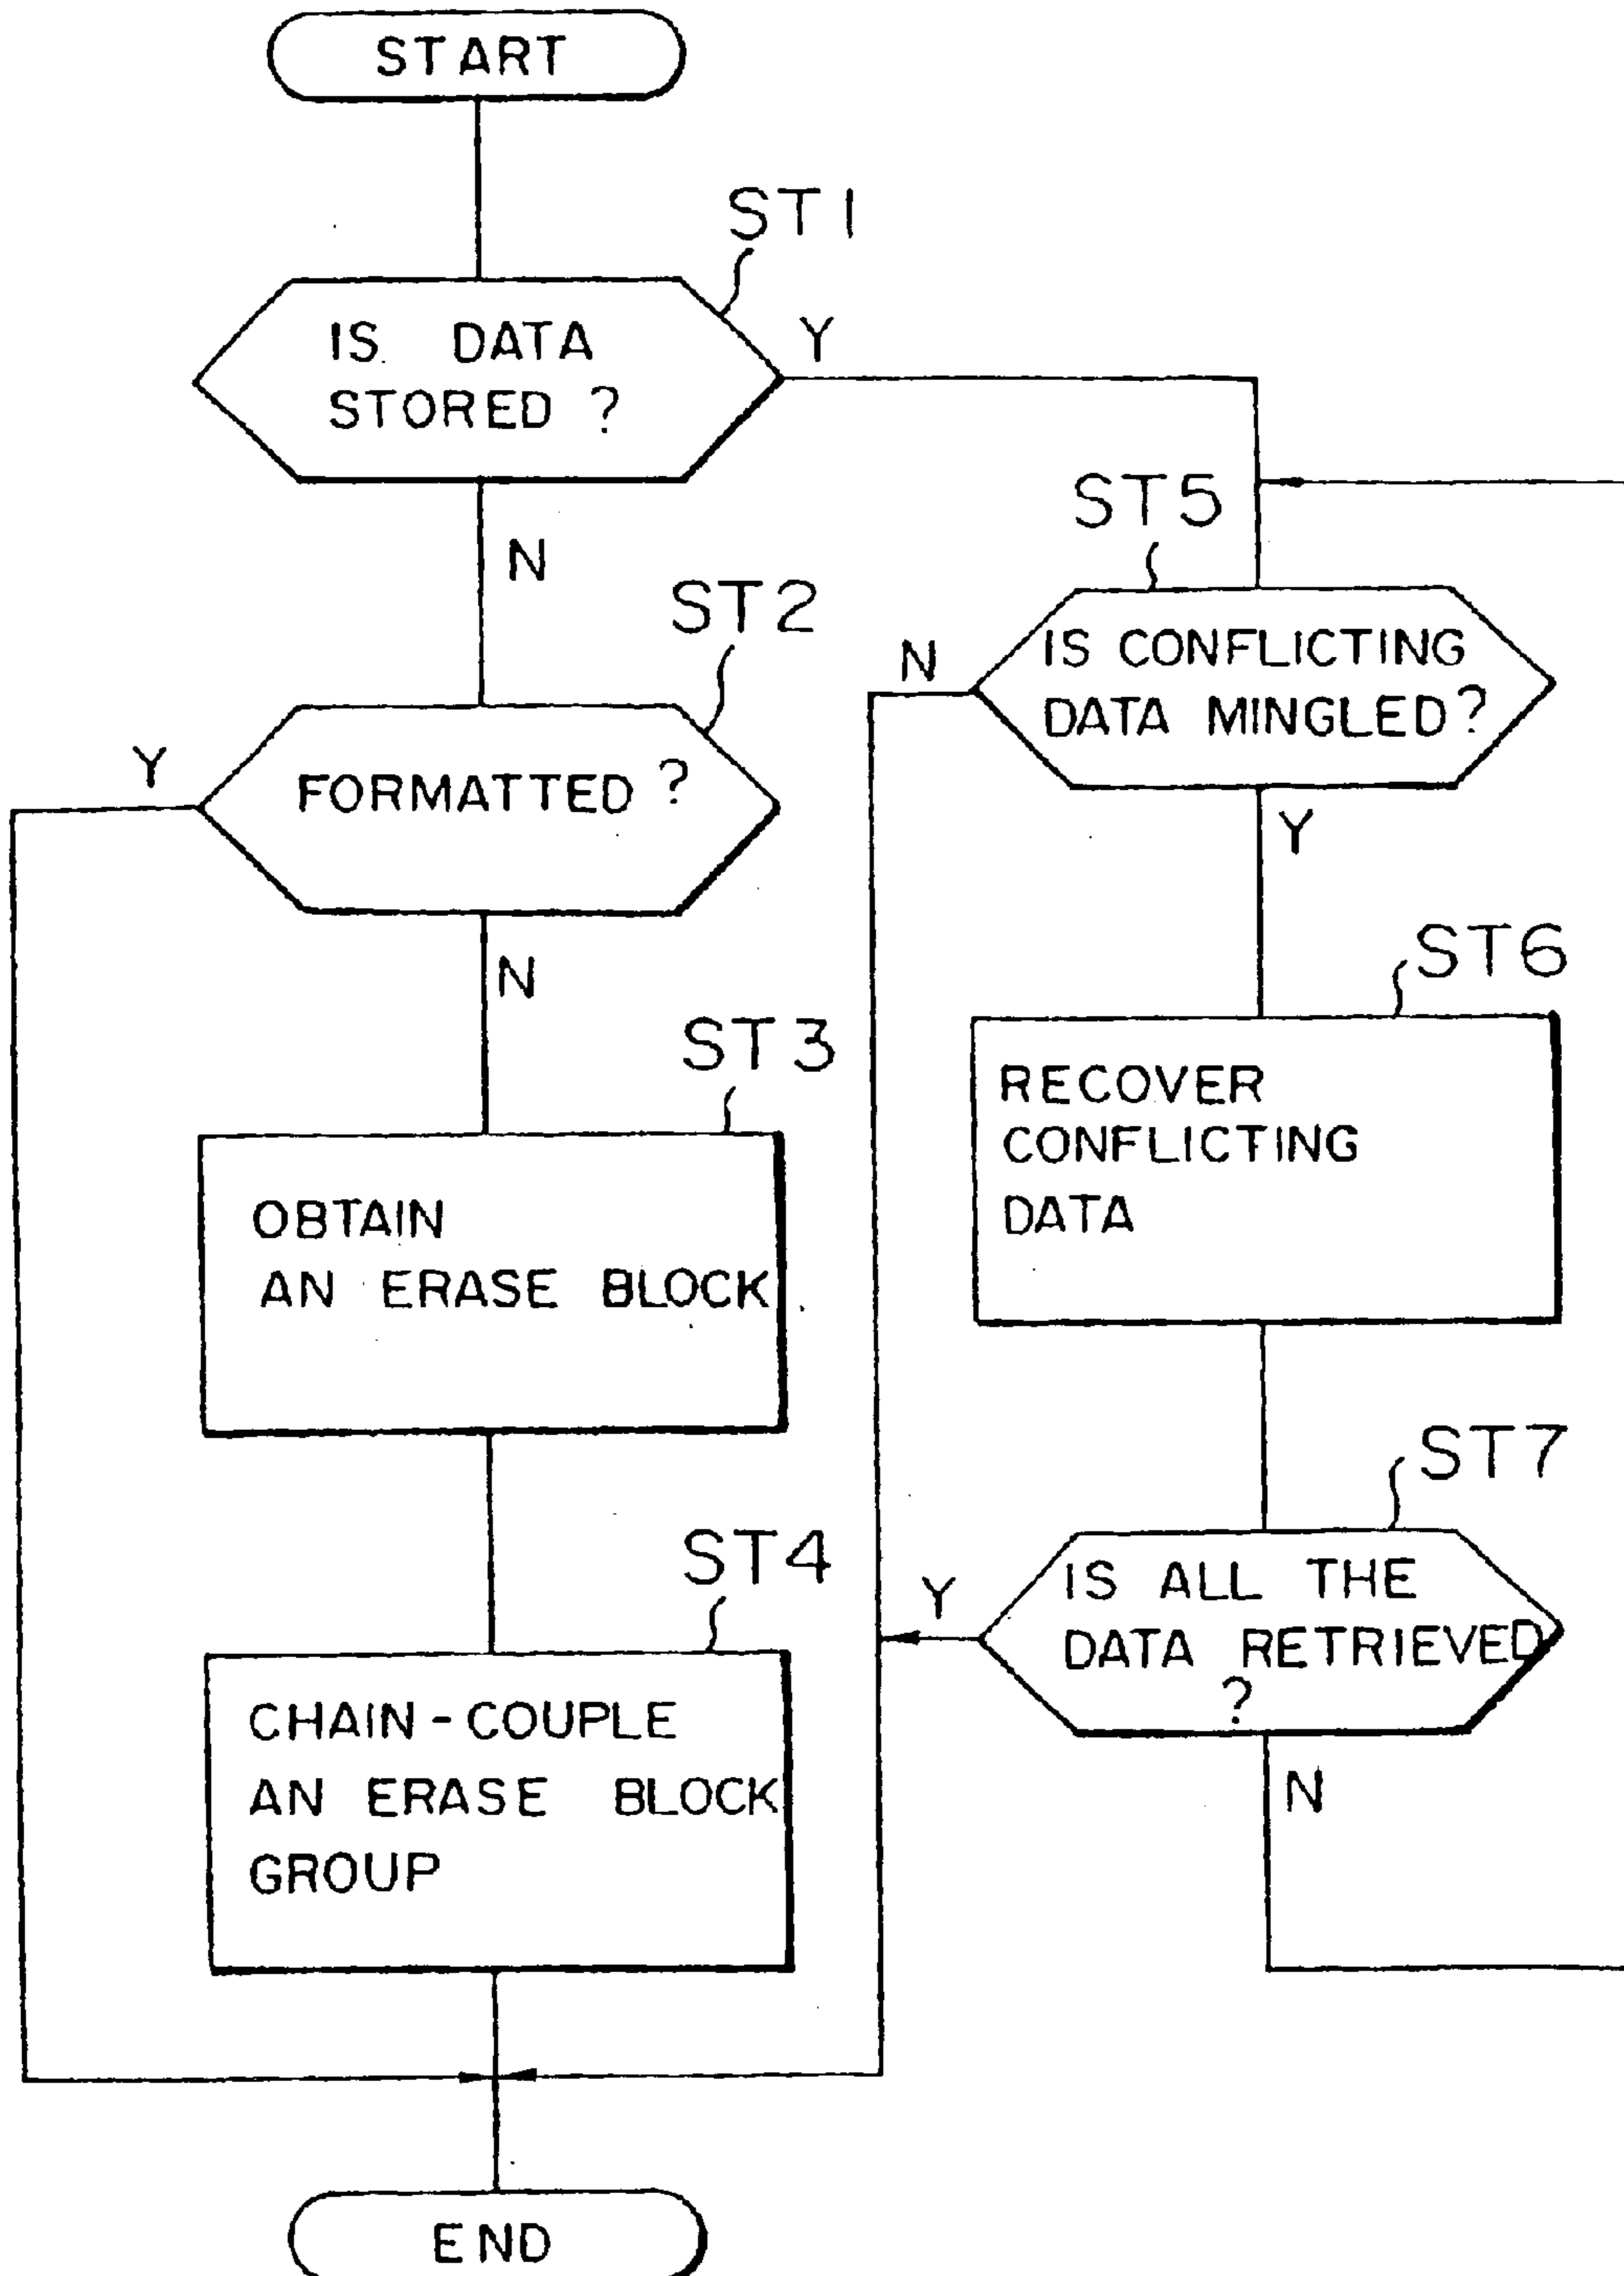 START
ST1
IS DATA
STORED ?
Y
N
ST2
FORMATTED ?
Y
N
ST3
OBTAIN
AN ERASE BLOCK
ST4
CHAIN-COUPLE
AN ERASE BLOCK
GROUP
ST5
IS CONFLICTING
DATA MINGLED ?
N
Y
ST6
RECOVER
CONFLICTING
DATA
ST7
IS ALL THE
DATA RETRIEVED
?
Y
N
END